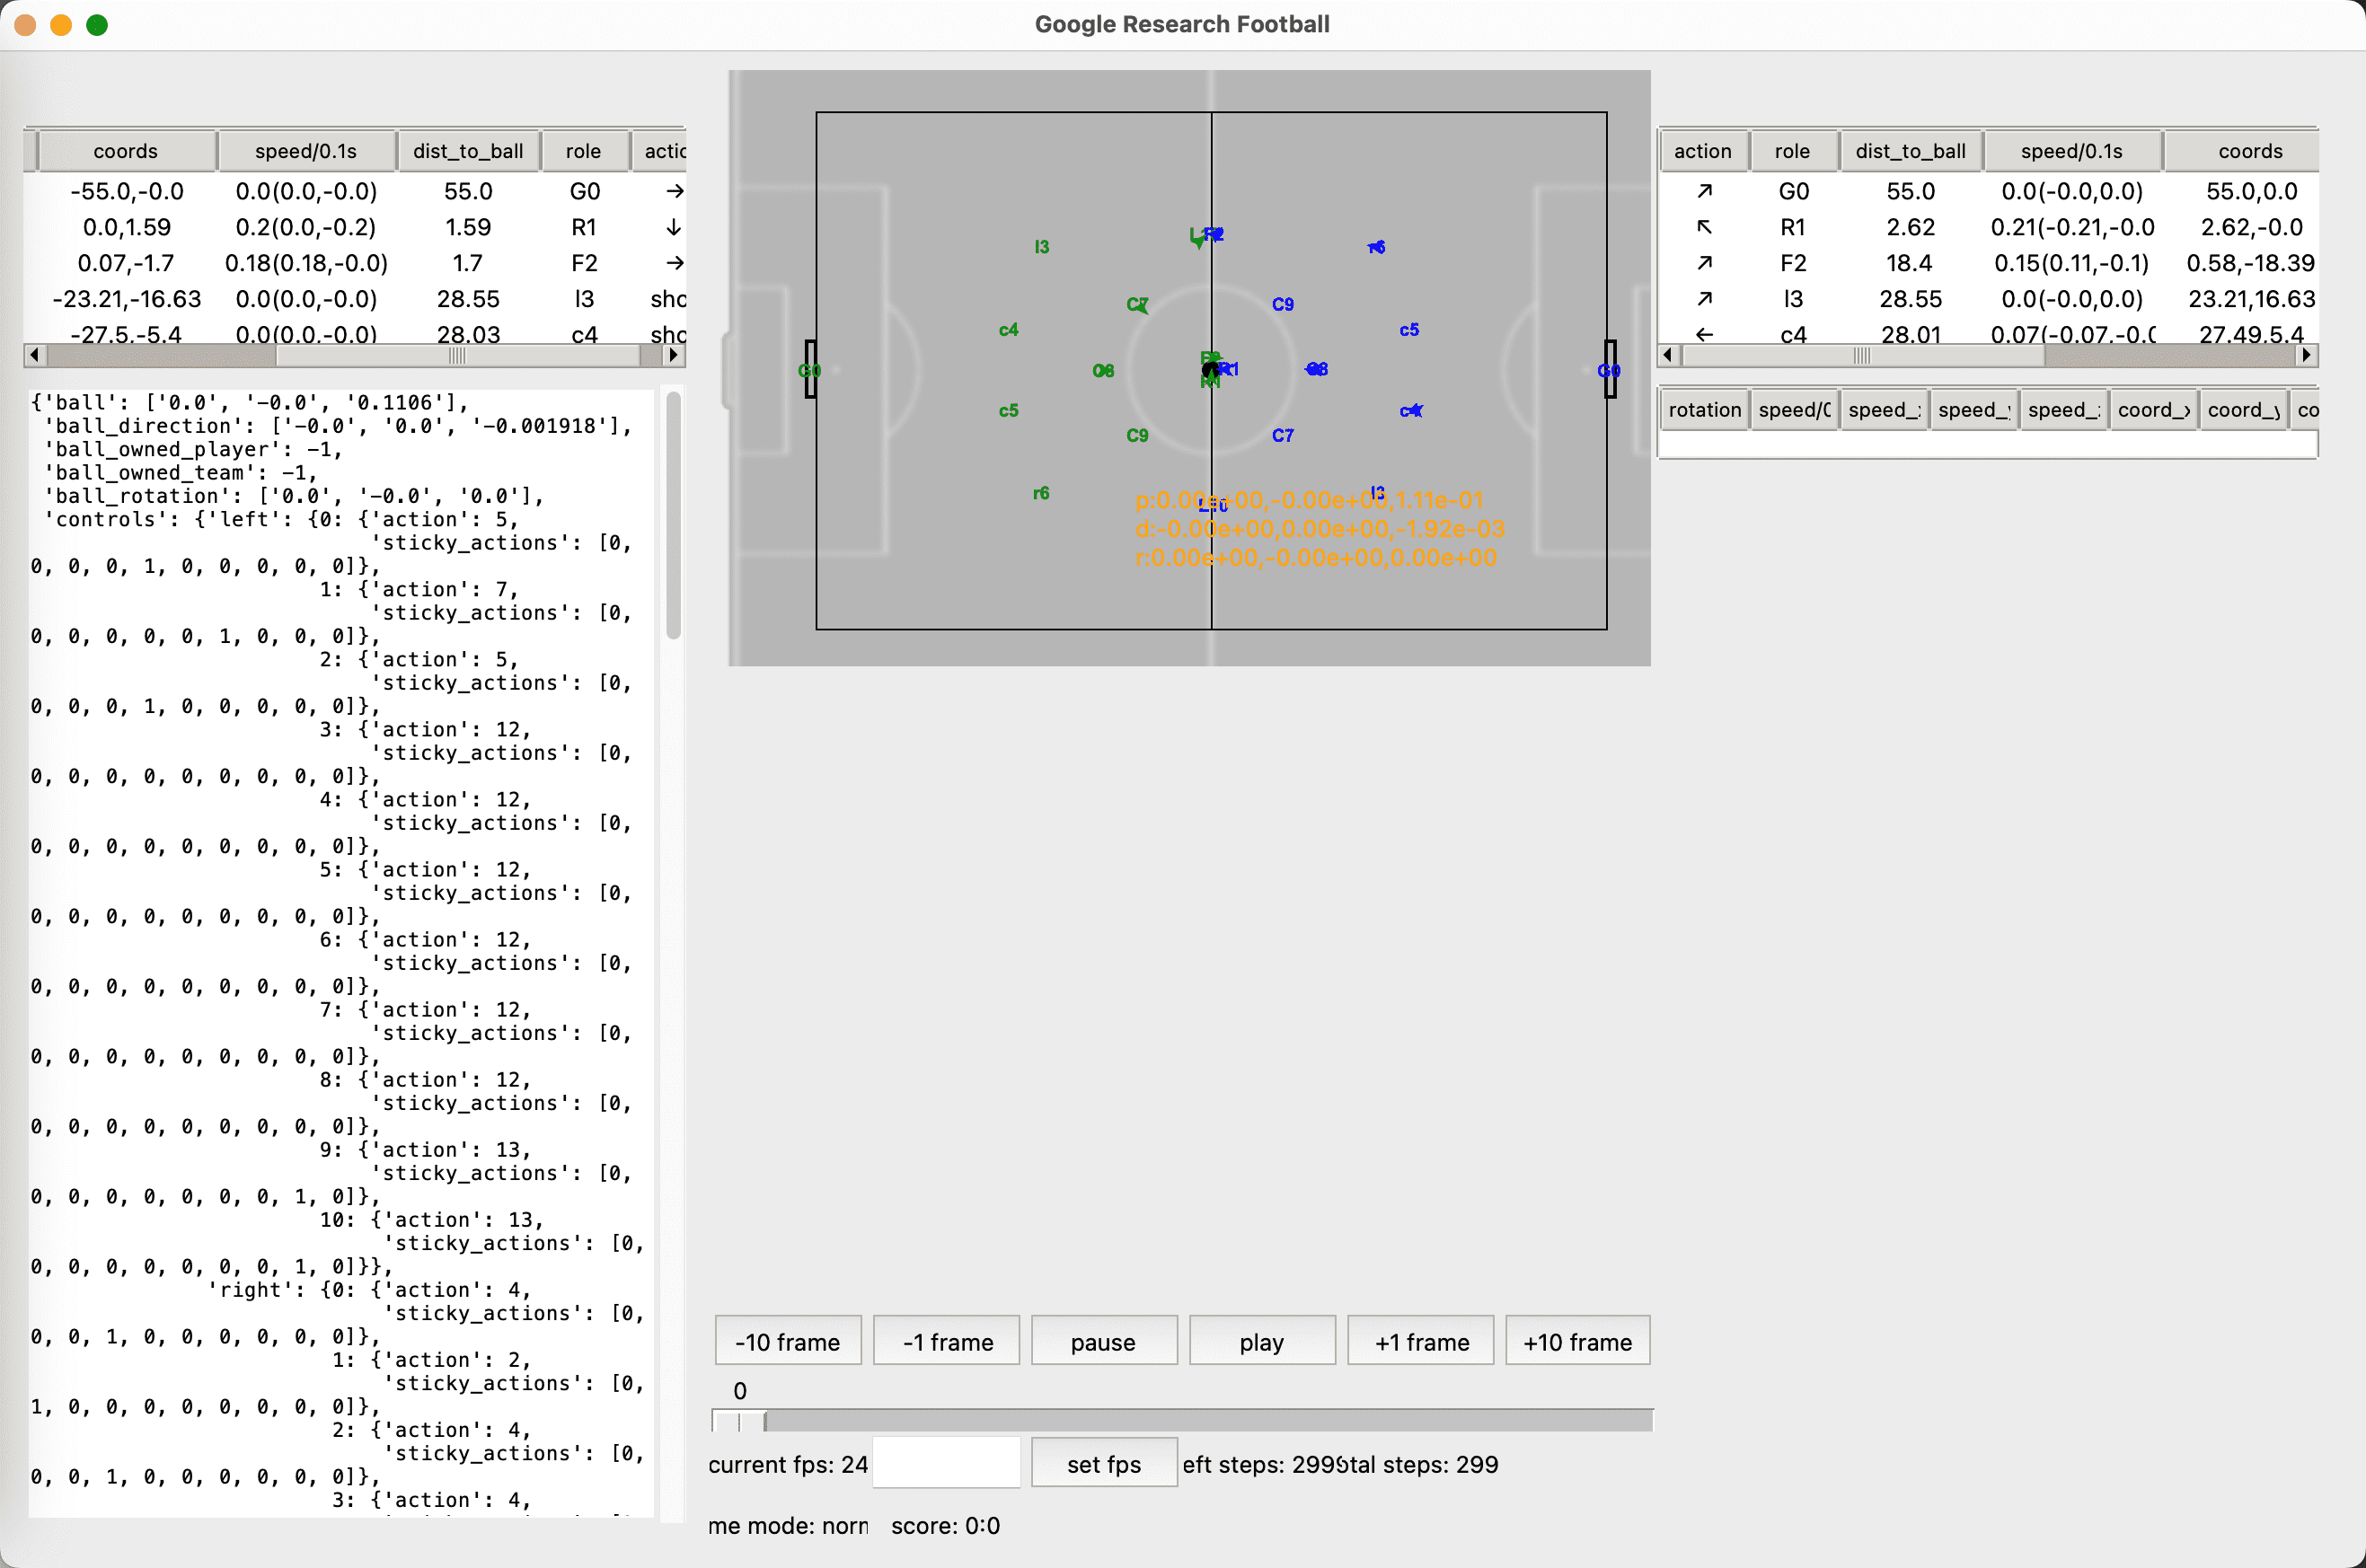 Google Research Football
coords speed/0.1s dist_to_ball role
-55.0,-0.0 0.0(0.0,-0.0) 55.0 G0 →
0.0,1.59 0.2(0.0,-0.2) 1.59 R1 ↓
0.07,-1.7 0.18(0.18,-0.0) 1.7 F2 →
-23.21,-16.63 0.0(0.0,-0.0) 28.55 l3 sho
-27.5,-5.4 0.0(0.0,-0.0) 28.03 c4 sho
{'ball': ['0.0', '-0.0', '0.1106'],
'ball_direction': ['-0.0', '0.0', '-0.001918'],
'ball_owned_player': -1,
'ball_owned_team': -1,
'ball_rotation': ['0.0', '-0.0', '0.0'],
'controls': {'left': {0: {'action': 5,
'sticky_actions': [0,
0, 0, 0, 1, 0, 0, 0, 0, 0]},
1: {'action': 7,
'sticky_actions': [0,
0, 0, 0, 0, 0, 1, 0, 0, 0]},
2: {'action': 5,
'sticky_actions': [0,
0, 0, 0, 1, 0, 0, 0, 0, 0]},
3: {'action': 12,
'sticky_actions': [0,
0, 0, 0, 0, 0, 0, 0, 0, 0]},
4: {'action': 12,
'sticky_actions': [0,
0, 0, 0, 0, 0, 0, 0, 0, 0]},
5: {'action': 12,
'sticky_actions': [0,
0, 0, 0, 0, 0, 0, 0, 0, 0]},
6: {'action': 12,
'sticky_actions': [0,
0, 0, 0, 0, 0, 0, 0, 0, 0]},
7: {'action': 12,
'sticky_actions': [0,
0, 0, 0, 0, 0, 0, 0, 0, 0]},
8: {'action': 12,
'sticky_actions': [0,
0, 0, 0, 0, 0, 0, 0, 0, 0]},
9: {'action': 13,
'sticky_actions': [0,
0, 0, 0, 0, 0, 0, 0, 1, 0]},
10: {'action': 13,
'sticky_actions': [0,
0, 0, 0, 0, 0, 0, 0, 1, 0]}},
'right': {0: {'action': 4,
'sticky_actions': [0,
0, 0, 1, 0, 0, 0, 0, 0, 0]},
1: {'action': 2,
'sticky_actions': [0,
1, 0, 0, 0, 0, 0, 0, 0, 0]},
2: {'action': 4,
'sticky_actions': [0,
0, 0, 1, 0, 0, 0, 0, 0, 0]},
3: {'action': 4,
l3
C7 C9
c4 c5
G0 R1 G0
c5 c4
C9 C7
r6 l3
p:0.00e+00,-0.00e+00,1.11e-01
d:-0.00e+00,0.00e+00,-1.92e-03
r:0.00e+00,-0.00e+00,0.00e+00
action role dist_to_ball speed/0.1s coords
↗ G0 55.0 0.0(-0.0,0.0) 55.0,0.0
↖ R1 2.62 0.21(-0.21,-0.0 2.62,-0.0
↗ F2 18.4 0.15(0.11,-0.1) 0.58,-18.39
↗ l3 28.55 0.0(-0.0,0.0) 23.21,16.63
← c4 28.01 0.07(-0.07,-0.0 27.49,5.4
rotation speed/0 speed_ speed_ speed_ coord_x coord_y co
-10 frame -1 frame pause play +1 frame +10 frame
0
current fps: 24 set fps eft steps: 299 tal steps: 299
me mode: norn score: 0:0